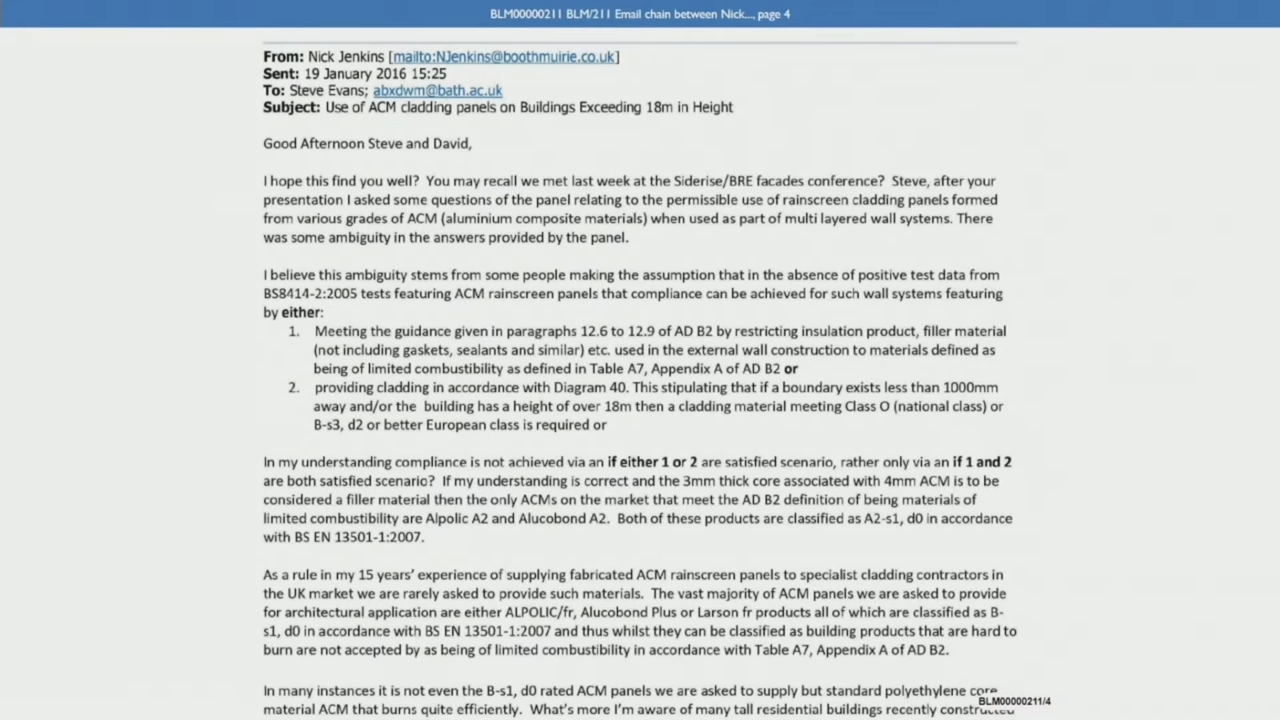 BLM00000211 BLM/211 Email chain between Nick..., page 4
From: Nick Jenkins [mailto:NJenkins@boothmuirie.co.uk]
Sent: 19 January 2016 15:25
To: Steve Evans; abxdwm@bath.ac.uk
Subject: Use of ACM cladding panels on Buildings Exceeding 18m in Height
Good Afternoon Steve and David,
I hope this find you well? You may recall we met last week at the Siderise/BRE facades conference? Steve, after your
presentation I asked some questions of the panel relating to the permissible use of rainscreen cladding panels formed
from various grades of ACM (aluminium composite materials) when used as part of multi layered wall systems. There
was some ambiguity in the answers provided by the panel.
I believe this ambiguity stems from some people making the assumption that in the absence of positive test data from
BS8414-2:2005 tests featuring ACM rainscreen panels that compliance can be achieved for such wall systems featuring
by either:
1. Meeting the guidance given in paragraphs 12.6 to 12.9 of AD B2 by restricting insulation product, filler material
(not including gaskets, sealants and similar) etc. used in the external wall construction to materials defined as
being of limited combustibility as defined in Table A7, Appendix A of AD B2 or
2. providing cladding in accordance with Diagram 40. This stipulating that if a boundary exists less than 1000mm
away and/or the building has a height of over 18m then a cladding material meeting Class O (national class) or
B-s3, d2 or better European class is required or
In my understanding compliance is not achieved via an if either 1 or 2 are satisfied scenario, rather only via an if 1 and 2
are both satisfied scenario? If my understanding is correct and the 3mm thick core associated with 4mm ACM is to be
considered a filler material then the only ACMs on the market that meet the AD B2 definition of being materials of
limited combustibility are Alpolic A2 and Alucobond A2. Both of these products are classified as A2-s1, d0 in accordance
with BS EN 13501-1:2007.
As a rule in my 15 years' experience of supplying fabricated ACM rainscreen panels to specialist cladding contractors in
the UK market we are rarely asked to provide such materials. The vast majority of ACM panels we are asked to provide
for architectural application are either ALPOLIC/fr, Alucobond Plus or Larson fr products all of which are classified as B-
s1, d0 in accordance with BS EN 13501-1:2007 and thus whilst they can be classified as building products that are hard to
burn are not accepted by as being of limited combustibility in accordance with Table A7, Appendix A of AD B2.
In many instances it is not even the B-s1, d0 rated ACM panels we are asked to supply but standard polyethylene core
material ACM that burns quite efficiently. What's more I'm aware of many tall residential buildings recently constructed
BLM00000211/4